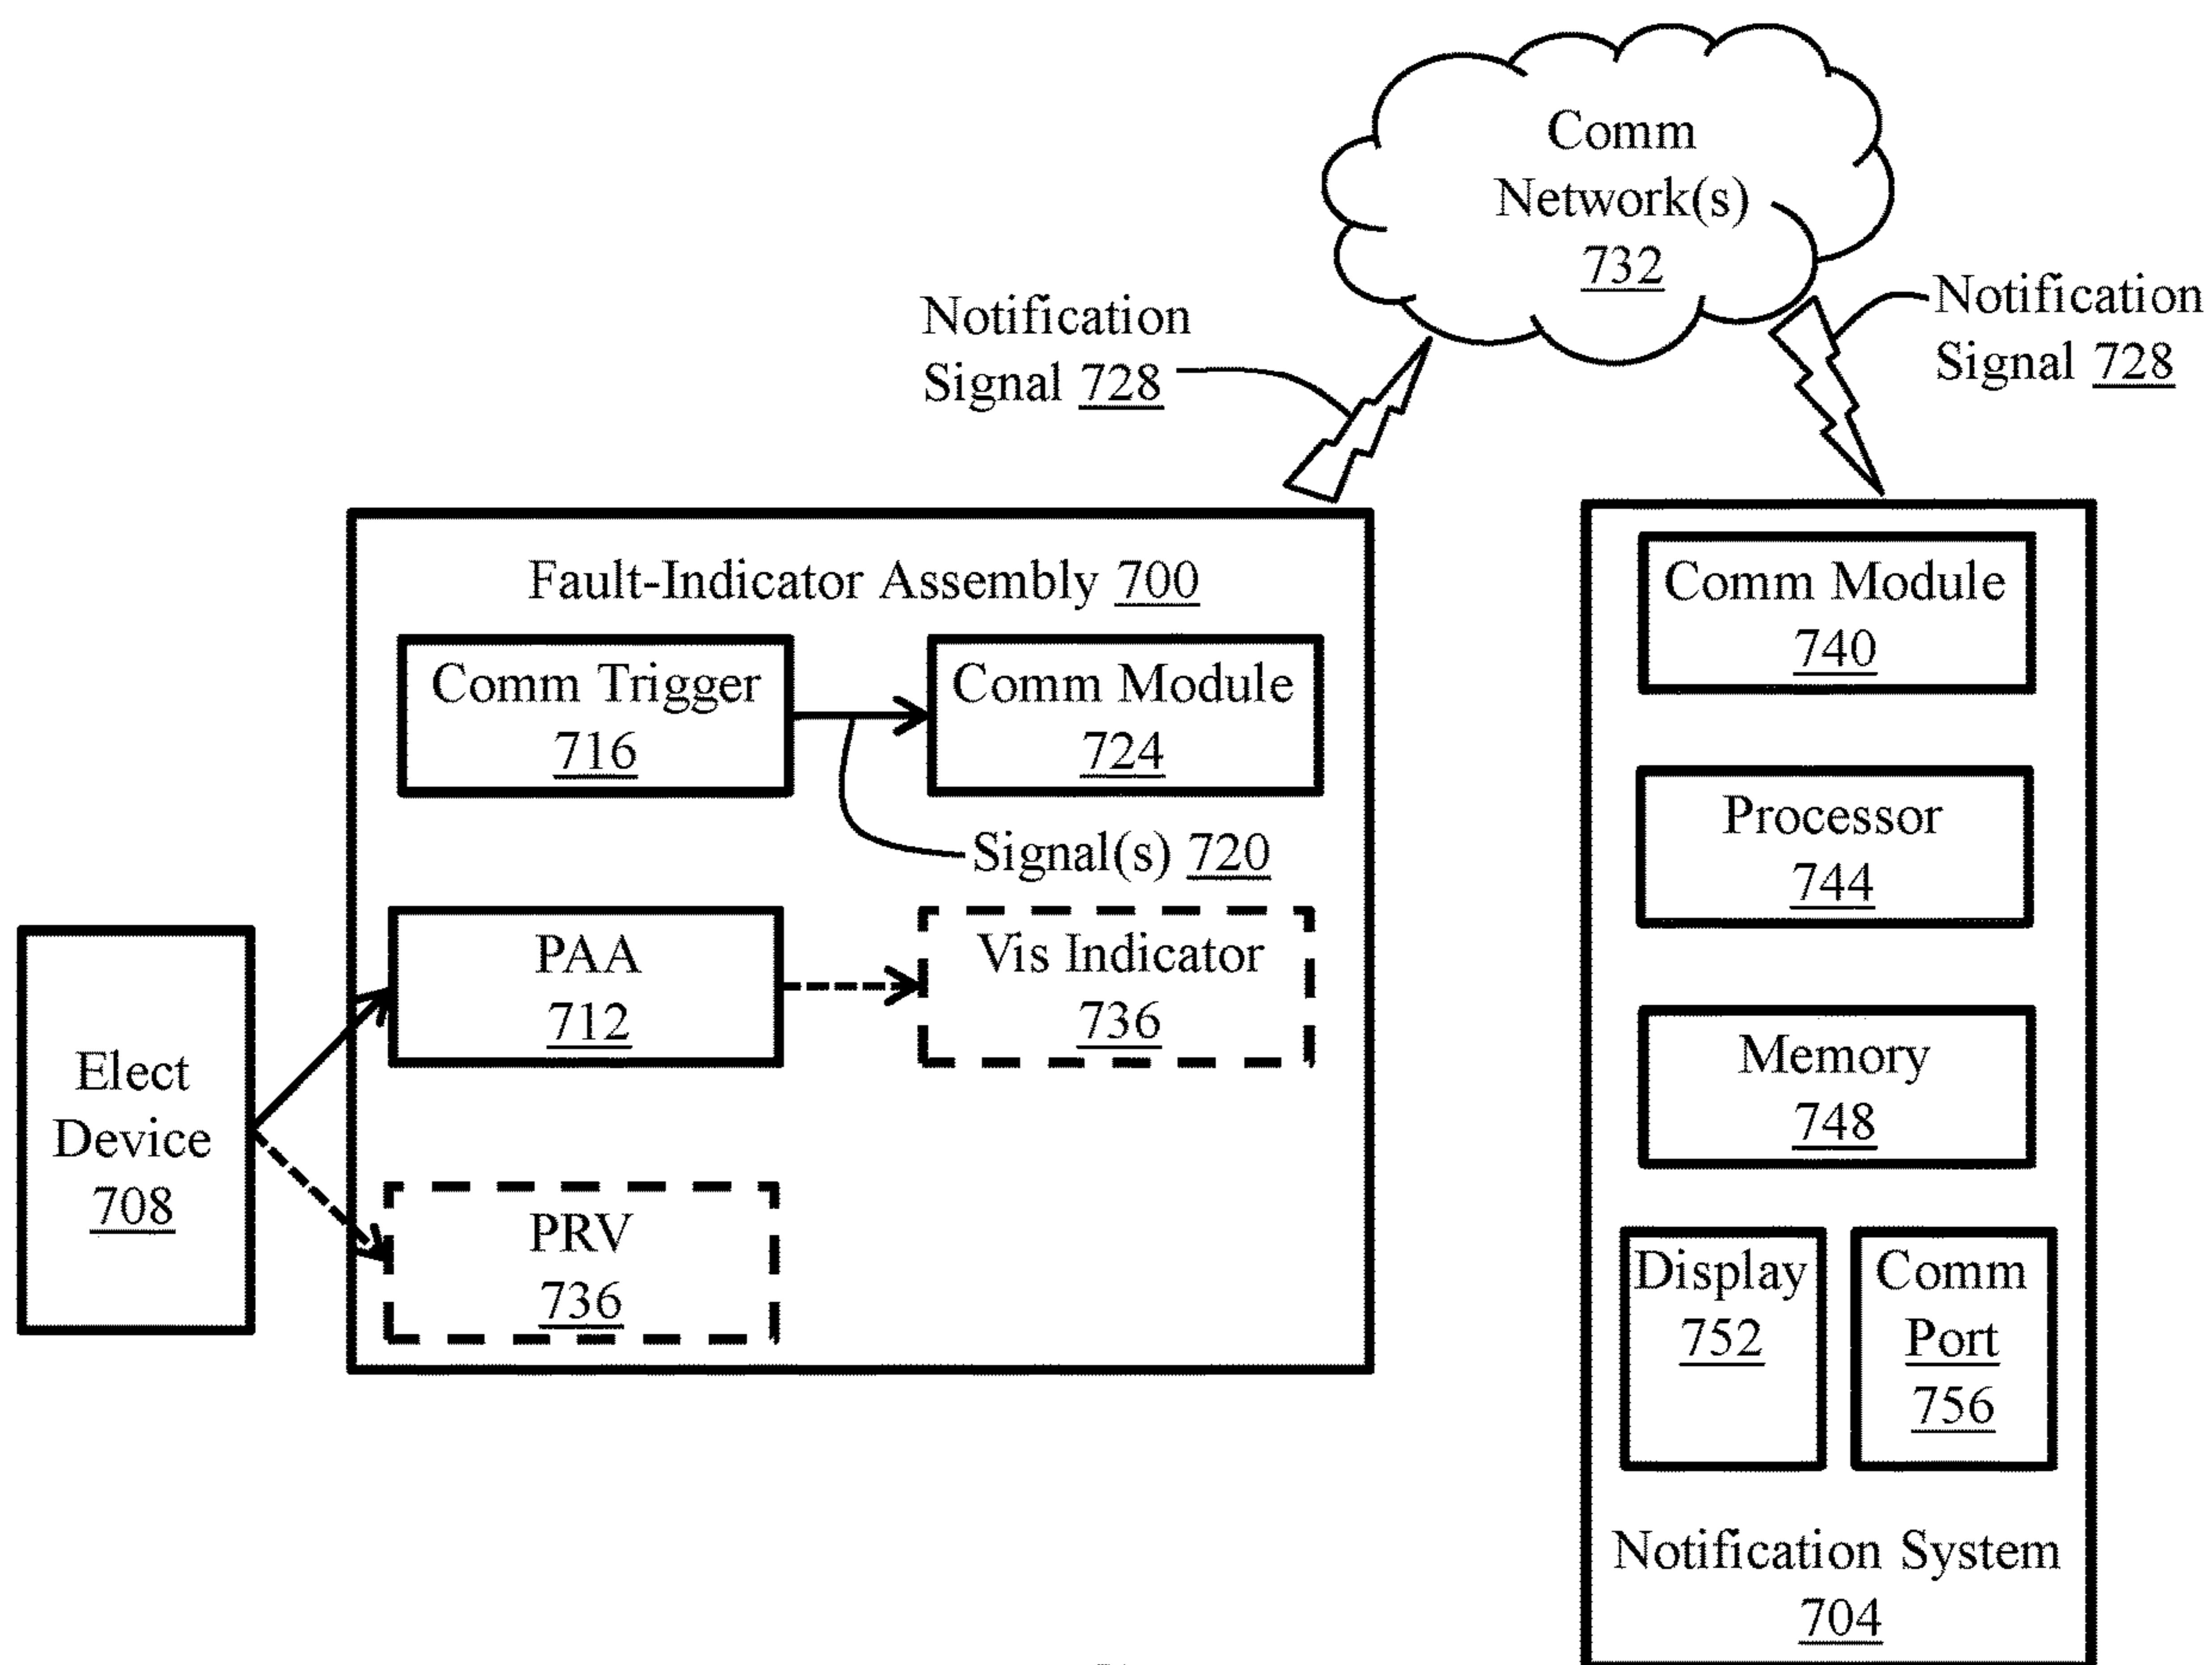 Comm
Network(s)
732
Notification
Signal 728
Notification
Signal 728
Fault-Indicator Assembly 700
Comm Trigger
716
Comm Module
724
Signal(s) 720
PAA
712
Vis Indicator
736
Elect
Device
708
PRV
736
Comm Module
740
Processor
744
Memory
748
Display
752
Comm
Port
756
Notification System
704